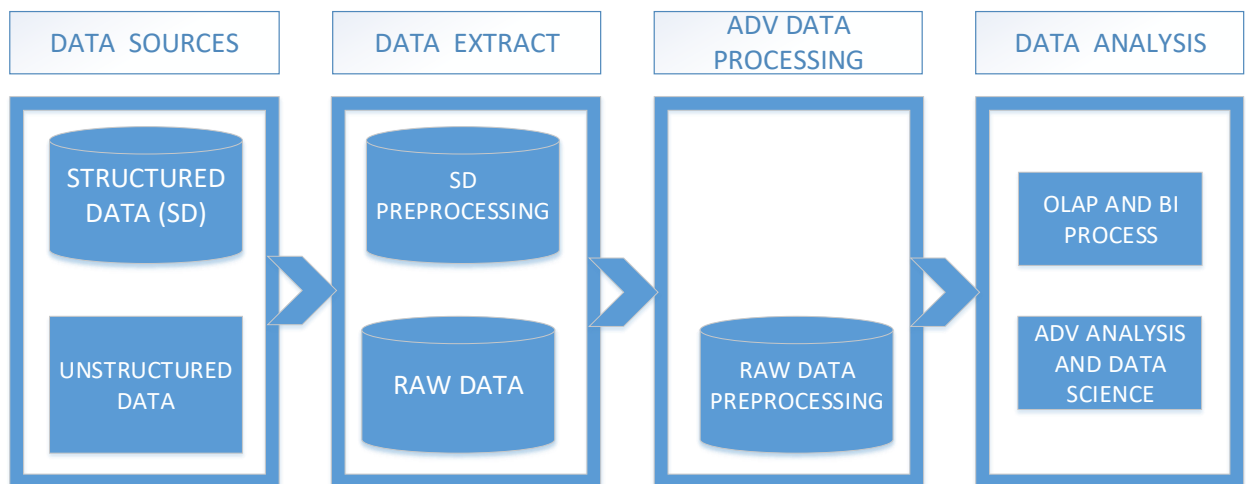 DATA SOURCES
DATA EXTRACT
ADV DATA
PROCESSING
DATA ANALYSIS
STRUCTURED
DATA (SD)
UNSTRUCTURED
DATA
SD
PREPROCESSING
RAW DATA
RAW DATA
PREPROCESSING
OLAP AND BI
PROCESS
ADV ANALYSIS
AND DATA
SCIENCE